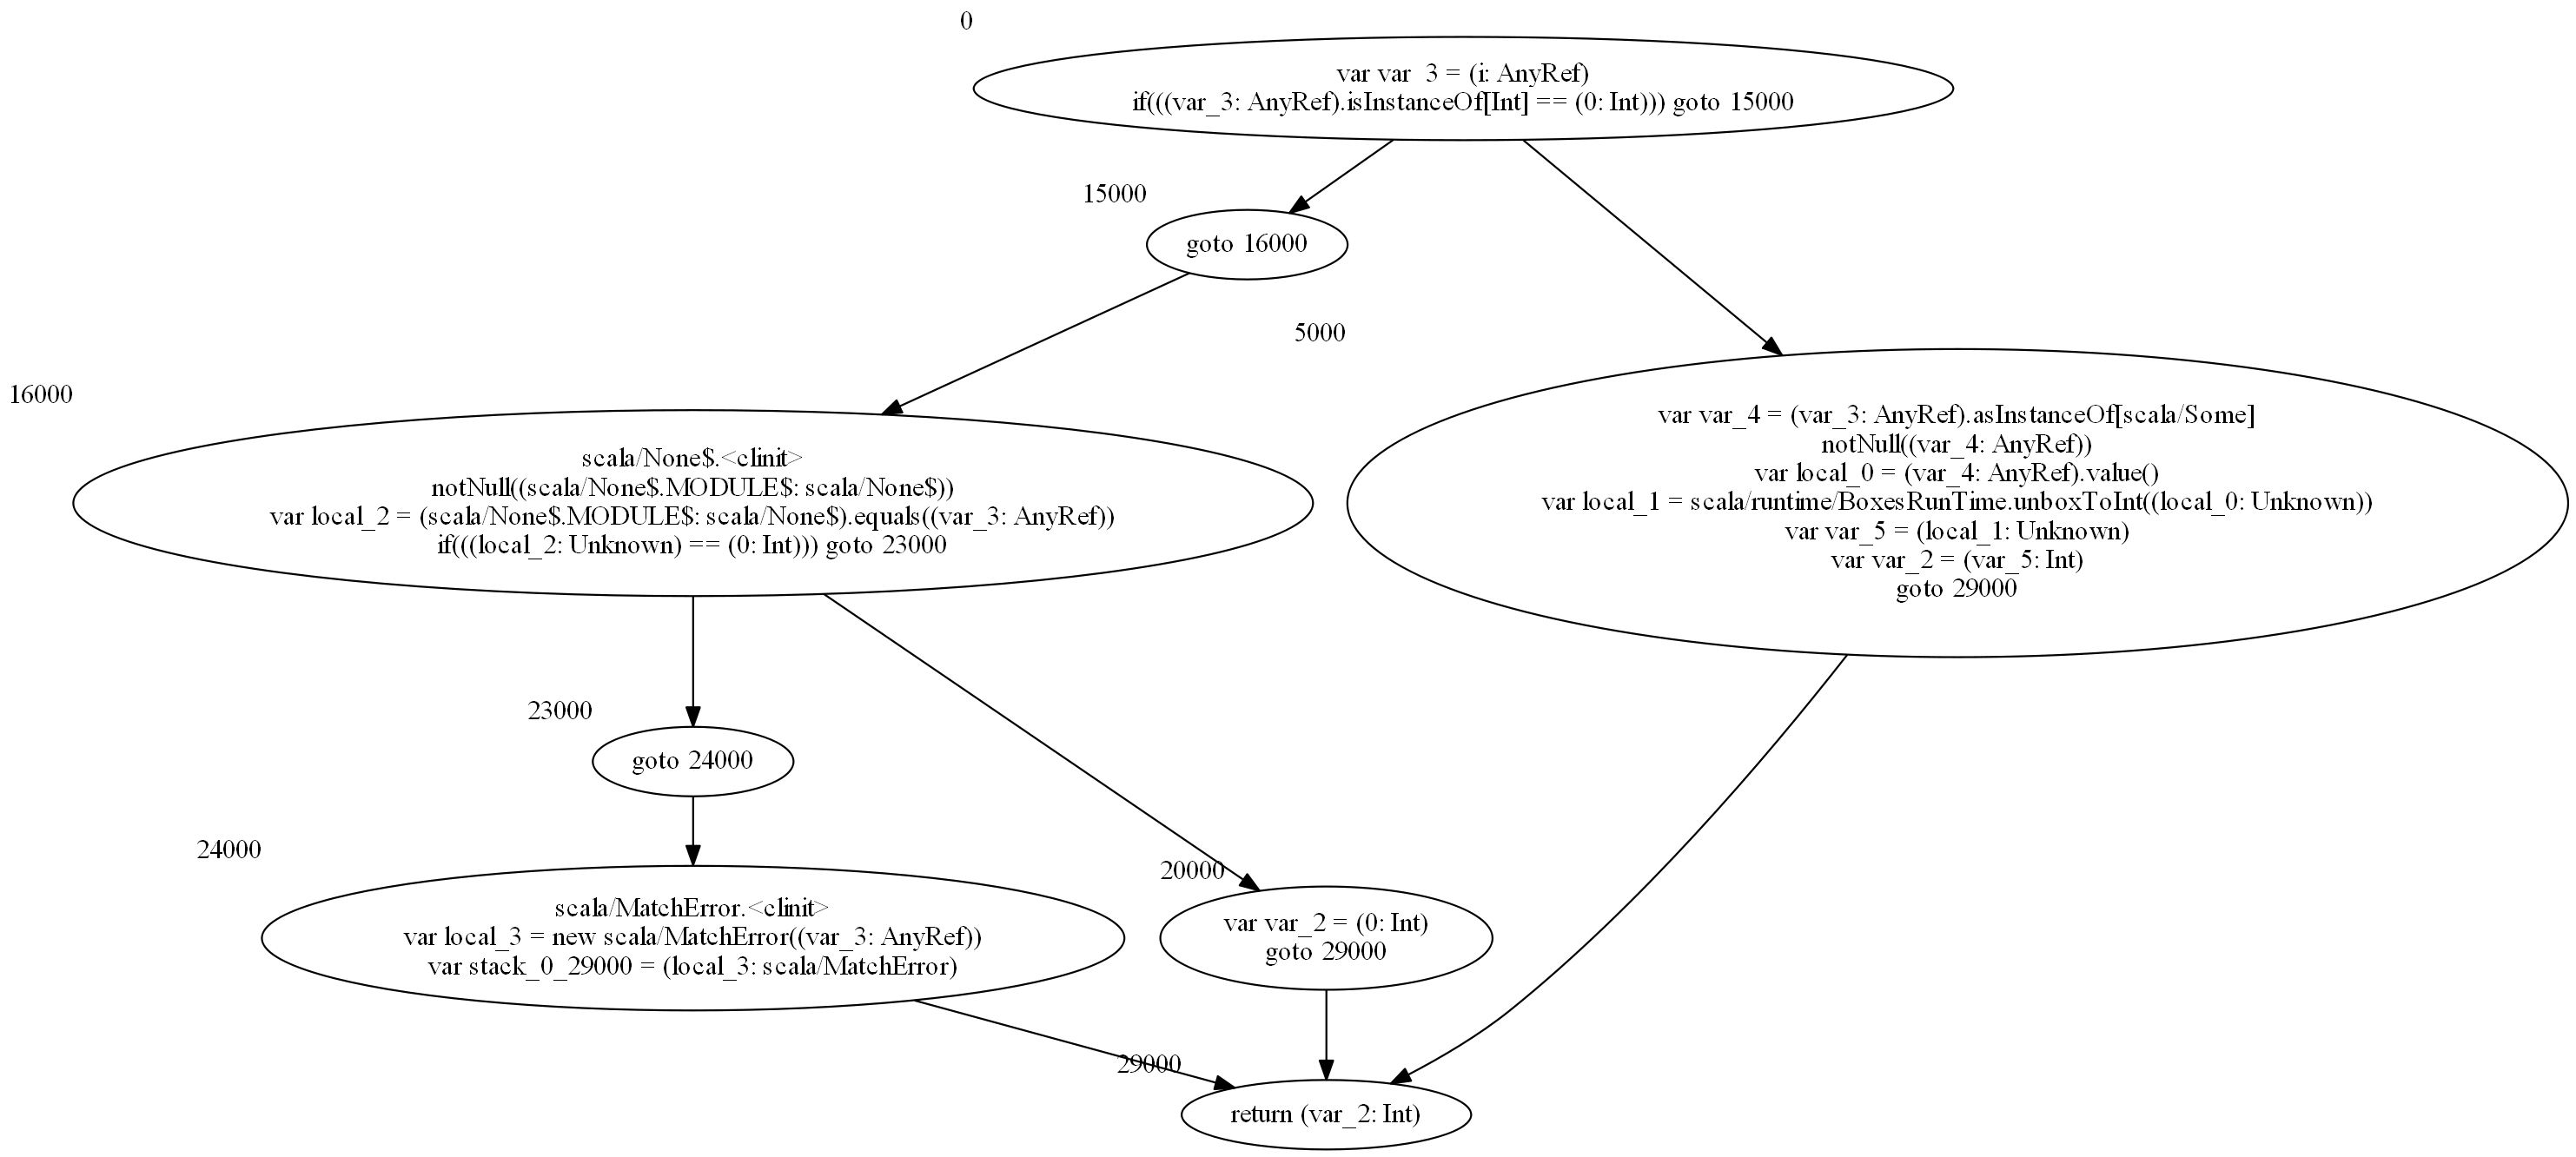 0
var var_3 = (i: AnyRef)
if(((var_3: AnyRef).isInstanceOf[Int] == (0: Int))) goto 15000
15000
goto 16000
5000
var var_4 = (var_3: AnyRef).asInstanceOf[scala/Some]
notNull((var_4: AnyRef))
var local_0 = (var_4: AnyRef).value()
var local_1 = scala/runtime/BoxesRunTime.unboxToInt((local_0: Unknown))
var var_5 = (local_1: Unknown)
var var_2 = (var_5: Int)
goto 29000
16000
scala/None$.<clinit>
notNull((scala/None$.MODULE$: scala/None$))
var local_2 = (scala/None$.MODULE$: scala/None$).equals((var_3: AnyRef))
if(((local_2: Unknown) == (0: Int))) goto 23000
23000
goto 24000
24000
scala/MatchError.<clinit>
var local_3 = new scala/MatchError((var_3: AnyRef))
var stack_0_29000 = (local_3: scala/MatchError)
20000
var var_2 = (0: Int)
goto 29000
29000
return (var_2: Int)